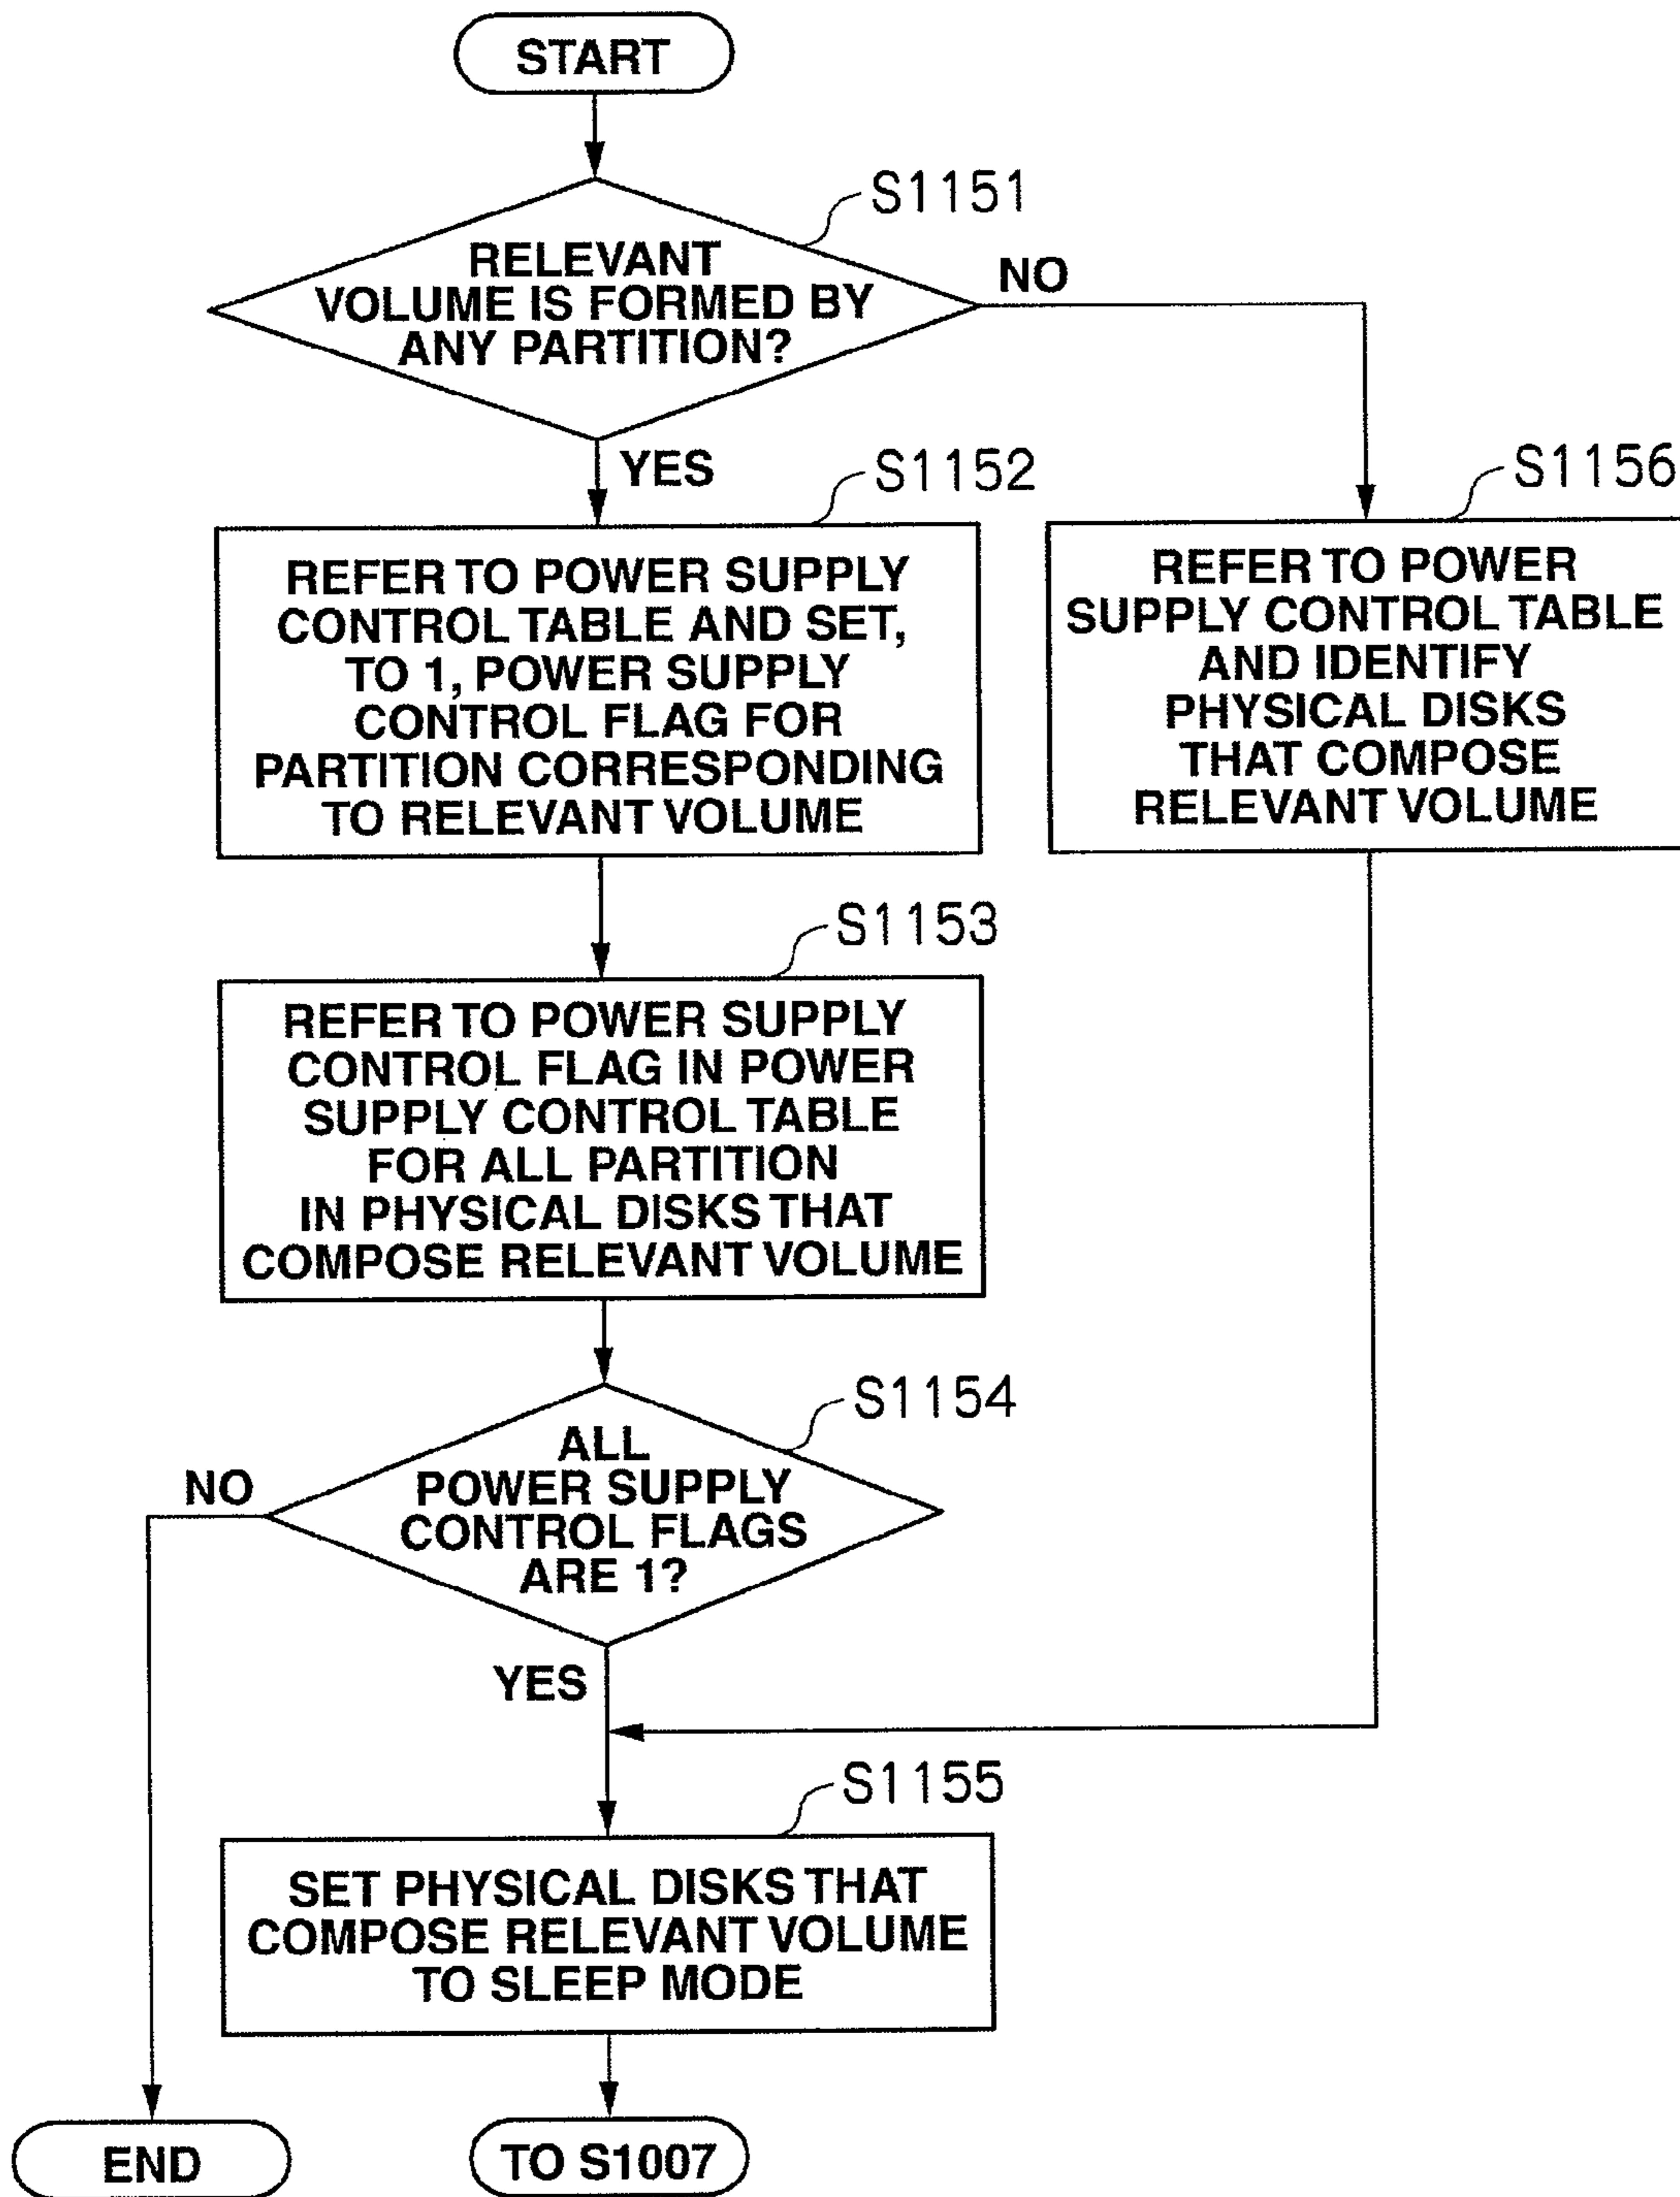 START
S1151
RELEVANT
VOLUME IS FORMED BY
ANY PARTITION?
NO
YES
S1152
REFER TO POWER SUPPLY
CONTROL TABLE AND SET,
TO 1, POWER SUPPLY
CONTROL FLAG FOR
PARTITION CORRESPONDING
TO RELEVANT VOLUME
S1156
REFER TO POWER
SUPPLY CONTROL TABLE
AND IDENTIFY
PHYSICAL DISKS
THAT COMPOSE
RELEVANT VOLUME
S1153
REFER TO POWER SUPPLY
CONTROL FLAG IN POWER
SUPPLY CONTROL TABLE
FOR ALL PARTITION
IN PHYSICAL DISKS THAT
COMPOSE RELEVANT VOLUME
S1154
ALL
POWER SUPPLY
CONTROL FLAGS
ARE 1?
NO
YES
S1155
SET PHYSICAL DISKS THAT
COMPOSE RELEVANT VOLUME
TO SLEEP MODE
END
TO S1007